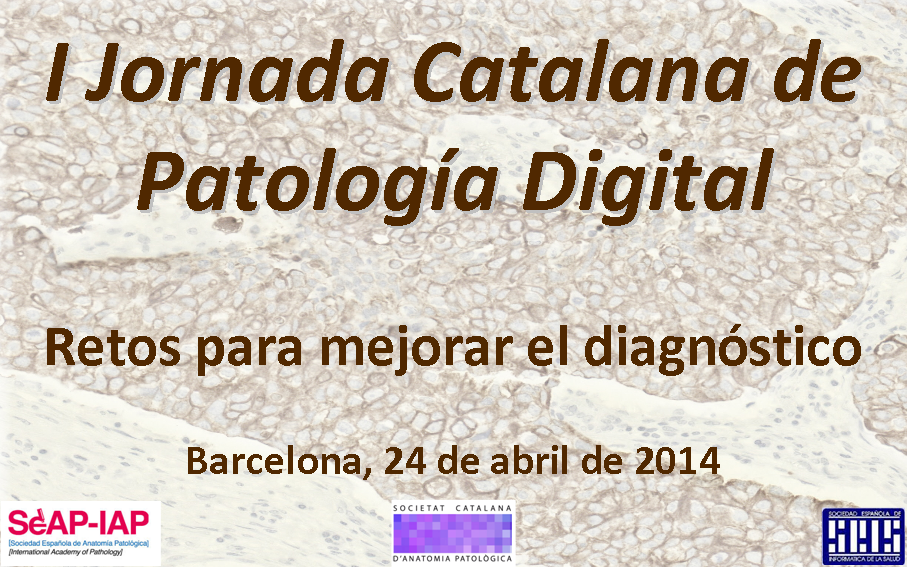 I Jornada Catalana de
Patología Digital
Retos para mejorar el diagnóstico
Barcelona, 24 de abril de 2014
SEAP-IAP
[Sociedad Española de Anatomía Patológica]
[International Academy of Pathology]
SOCIETAT CATALANA
D'ANATOMIA PATOLÒGICA
SOCIEDAD ESPAÑOLA DE
SEIS
INFORMATICA DE LA SALUD